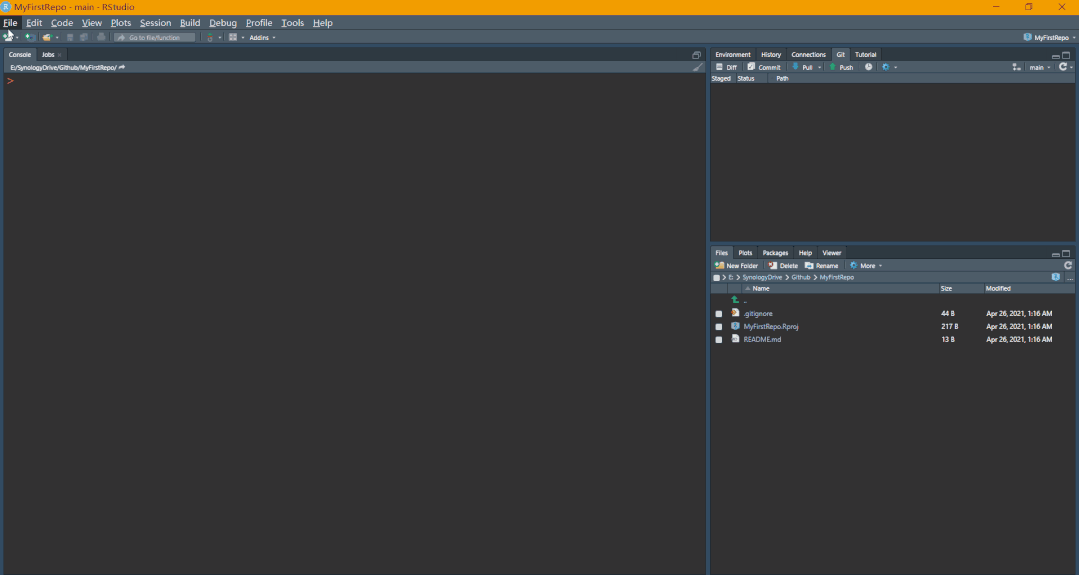 R MyFirstRepo - main - RStudio
File Edit Code View Plots Session Build Debug Profile Tools Help
Go to file/function Addins MyFirstRepo
Console Jobs
E:/SynologyDrive/Github/MyFirstRepo/
>
Environment History Connections Git Tutorial
Diff Commit Pull Push main
Staged Status Path
Files Plots Packages Help Viewer
New Folder Delete Rename More
E: > SynologyDrive > Github > MyFirstRepo ...
Name Size Modified
..
.gitignore 44 B Apr 26, 2021, 1:16 AM
MyFirstRepo.Rproj 217 B Apr 26, 2021, 1:16 AM
README.md 13 B Apr 26, 2021, 1:16 AM